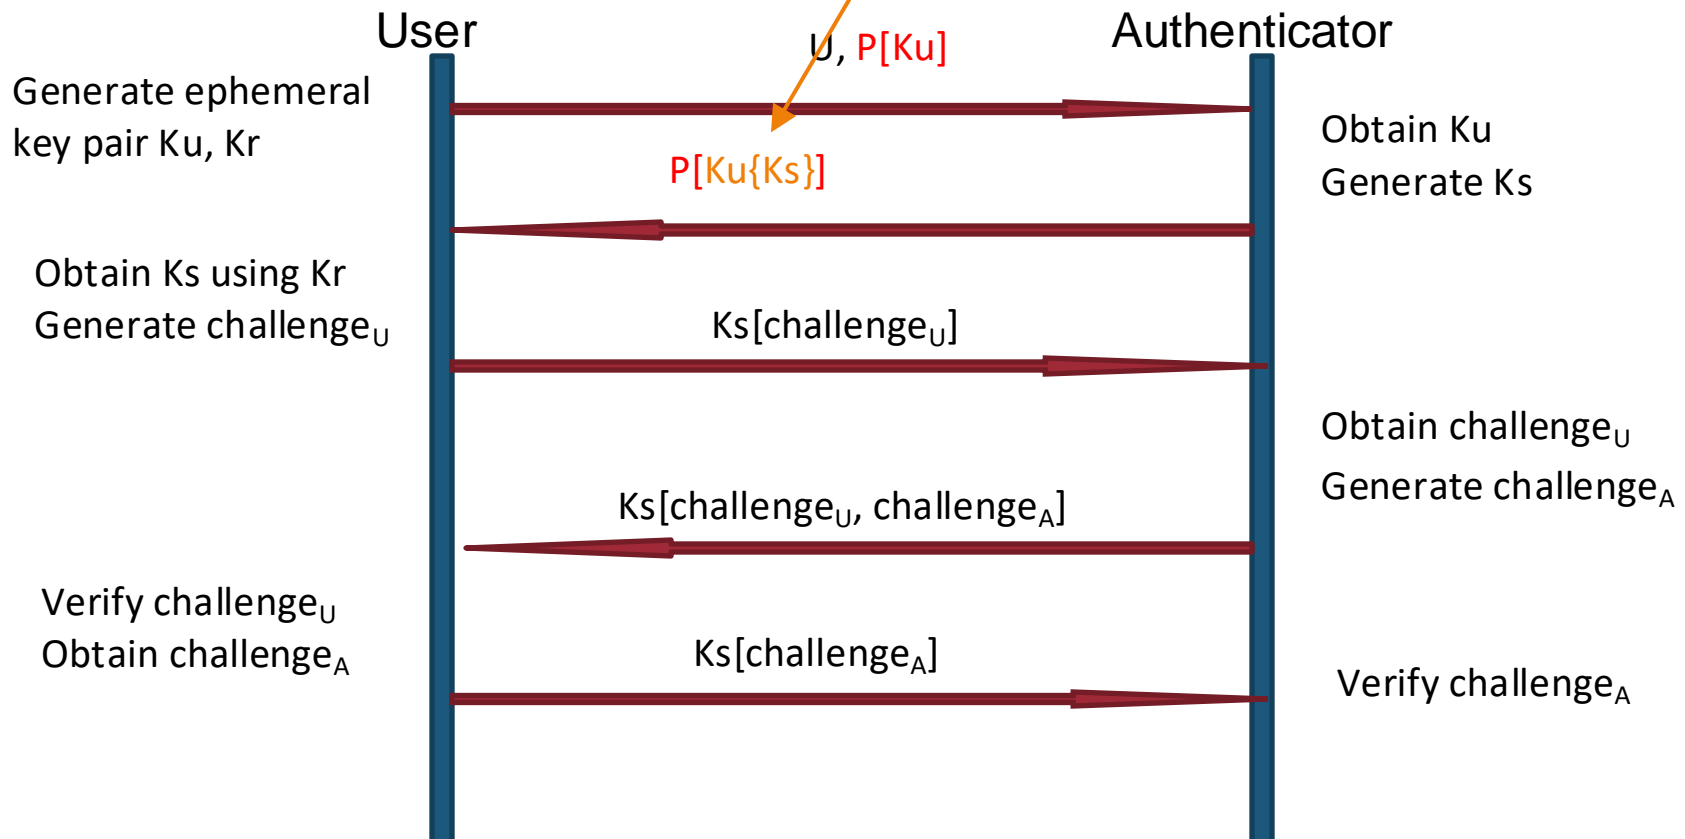 User
Authenticator
U, P[Ku]
Generate ephemeral
key pair Ku, Kr
Obtain Ku
Generate Ks
P[Ku{Ks}]
Obtain Ks using Kr
Generate challengeU
Ks[challengeU]
Obtain challengeU
Generate challengeA
Ks[challengeU, challengeA]
Verify challengeU
Obtain challengeA
Ks[challengeA]
Verify challengeA